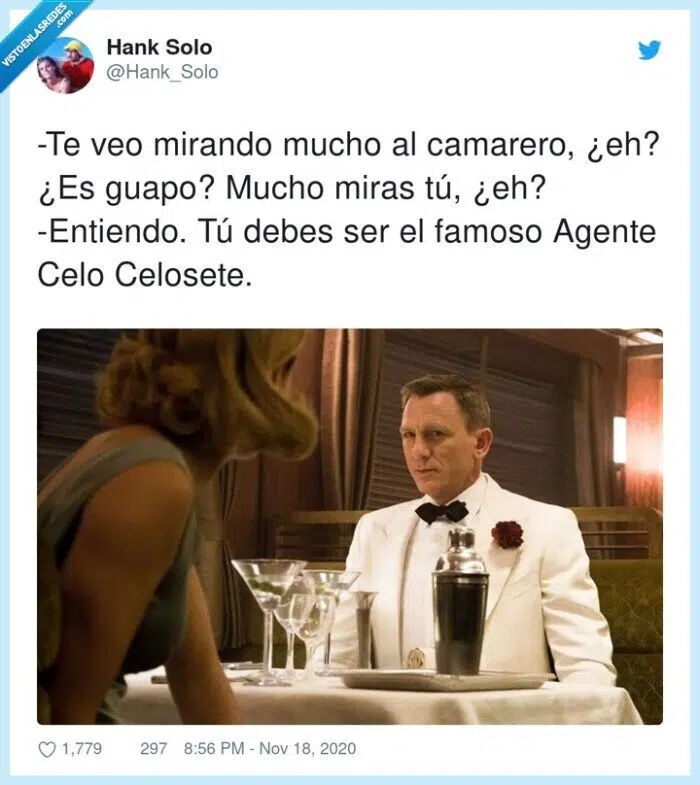 VISTOENLASREDES
.com
Hank Solo
@Hank_Solo
-Te veo mirando mucho al camarero, ¿eh?
¿Es guapo? Mucho miras tú, ¿eh?
-Entiendo. Tú debes ser el famoso Agente
Celo Celosete.
1,779 297 8:56 PM - Nov 18, 2020